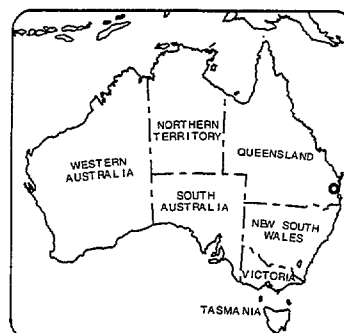 NORTHERN
TERRITORY
QUEENSLAND
WESTERN
AUSTRALIA
SOUTH
AUSTRALIA
NEW SOUTH
WALES
VICTORIA
TASMANIA